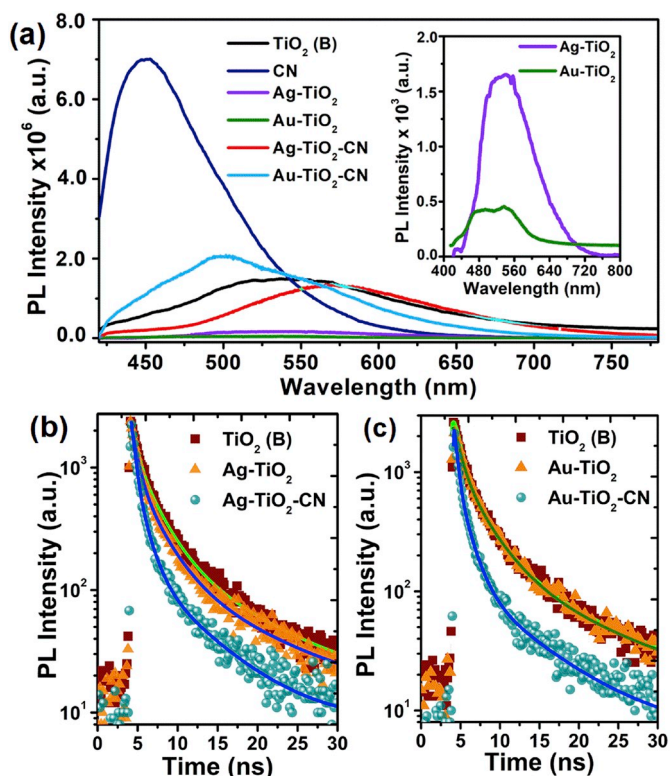 (a)
PL Intensity x10⁶ (a.u.)
8.0
6.0
4.0
2.0
0.0
TiO₂ (B)
CN
Ag-TiO₂
Au-TiO₂
Ag-TiO₂-CN
Au-TiO₂-CN
450 500 550 600 650 700 750
Wavelength (nm)
PL Intensity x 10³ (a.u.)
2.0
1.5
1.0
0.5
0.0
Ag-TiO₂
Au-TiO₂
400 480 560 640 720 800
Wavelength (nm)
(b)
PL Intensity (a.u.)
10³
10²
10¹
TiO₂ (B)
Ag-TiO₂
Ag-TiO₂-CN
0 5 10 15 20 25 30
Time (ns)
(c)
PL Intensity (a.u.)
10³
10²
10¹
TiO₂ (B)
Au-TiO₂
Au-TiO₂-CN
0 5 10 15 20 25 30
Time (ns)